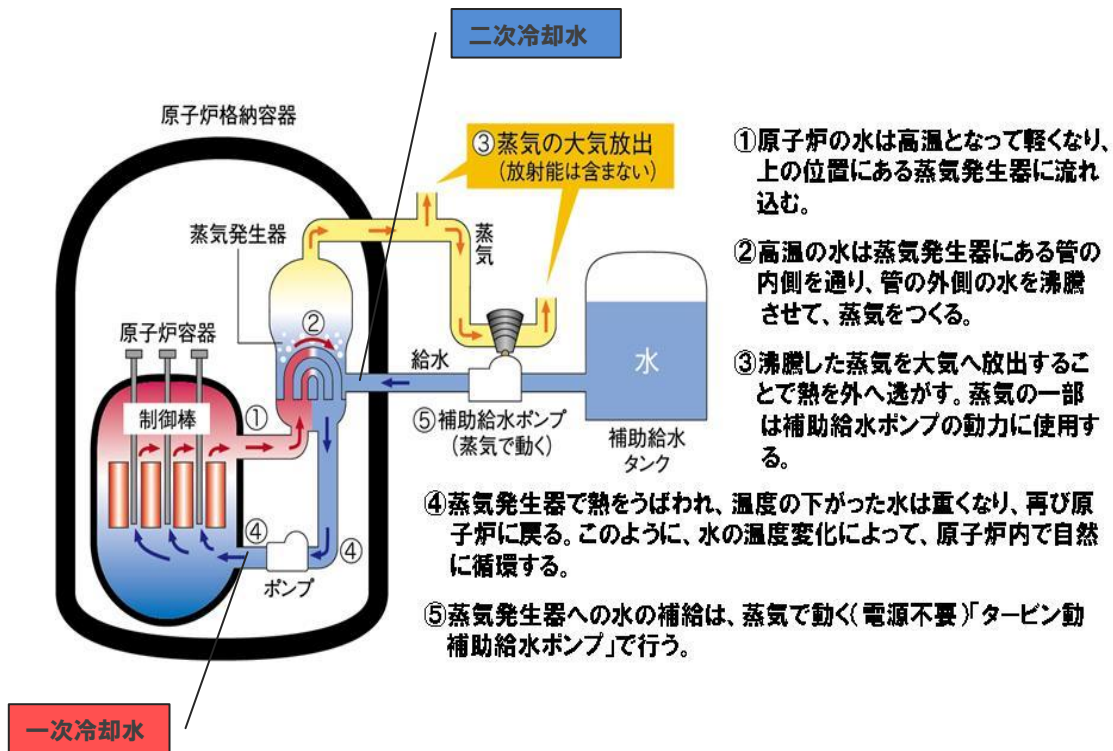 二次冷却水
原子炉格納容器
③蒸気の大気放出
(放射能は含まない)
蒸気発生器
蒸気
②
原子炉容器
制御棒
①
給水
水
⑤補助給水ポンプ
(蒸気で動く)
補助給水
タンク
④
④
ポンプ
一次冷却水
①原子炉の水は高温となって軽くなり、
上の位置にある蒸気発生器に流れ
込む。
②高温の水は蒸気発生器にある管の
内側を通り、管の外側の水を沸騰
させて、蒸気をつくる。
③沸騰した蒸気を大気へ放出するこ
とで熱を外へ逃がす。蒸気の一部
は補助給水ポンプの動力に使用す
る。
④蒸気発生器で熱をうばわれ、温度の下がった水は重くなり、再び原
子炉に戻る。このように、水の温度変化によって、原子炉内で自然
に循環する。
⑤蒸気発生器への水の補給は、蒸気で動く(電源不要)「タービン動
補助給水ポンプ」で行う。